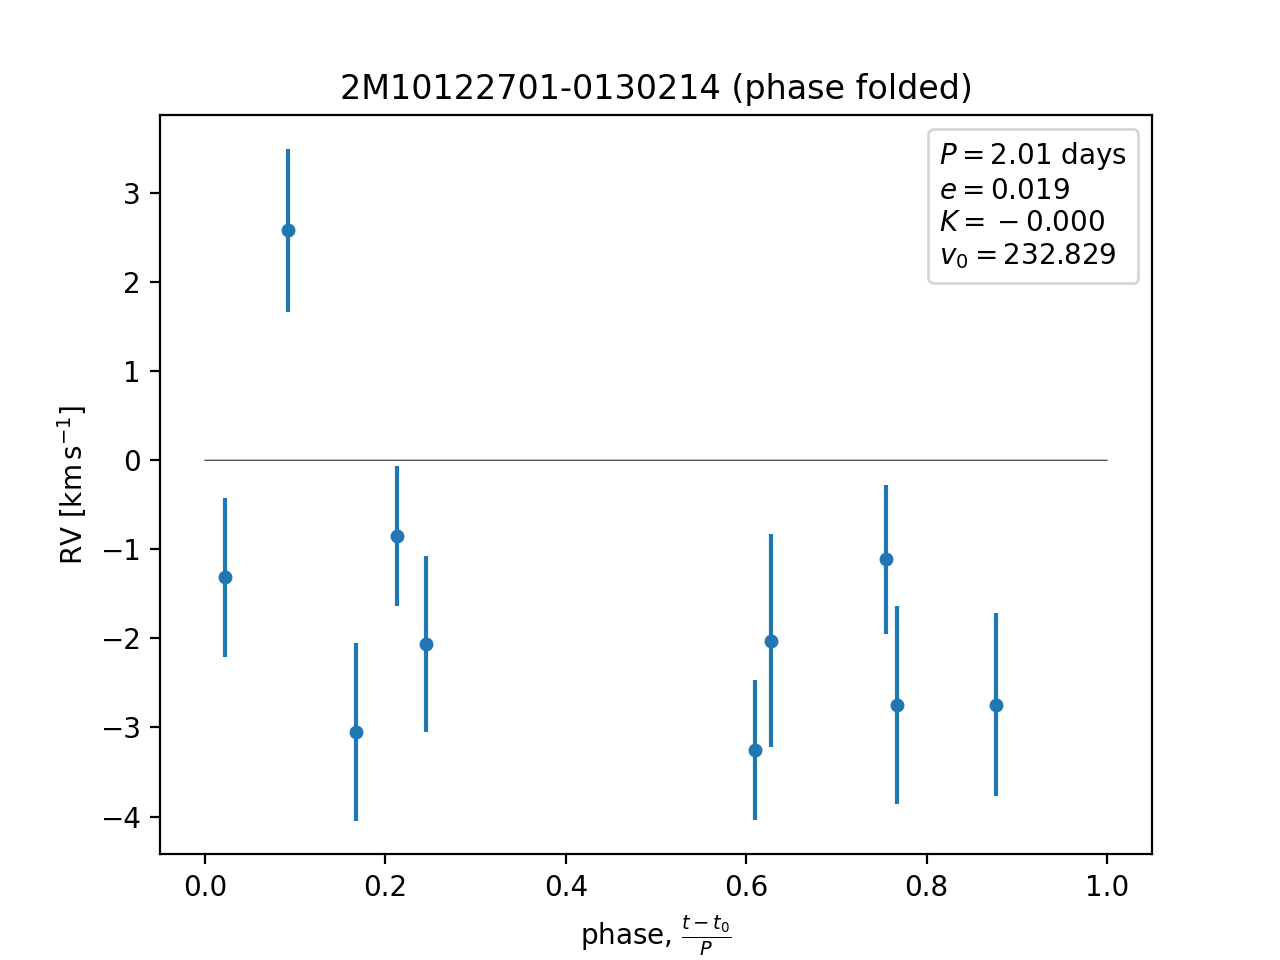 2M10122701-0130214 (phase folded)
P = 2.01 days
e = 0.019
K = −0.000
v₀ = 232.829
RV [km s⁻¹]
3
2
1
0
−1
−2
−3
−4
0.0 0.2 0.4 0.6 0.8 1.0
phase, (t − t₀)/P